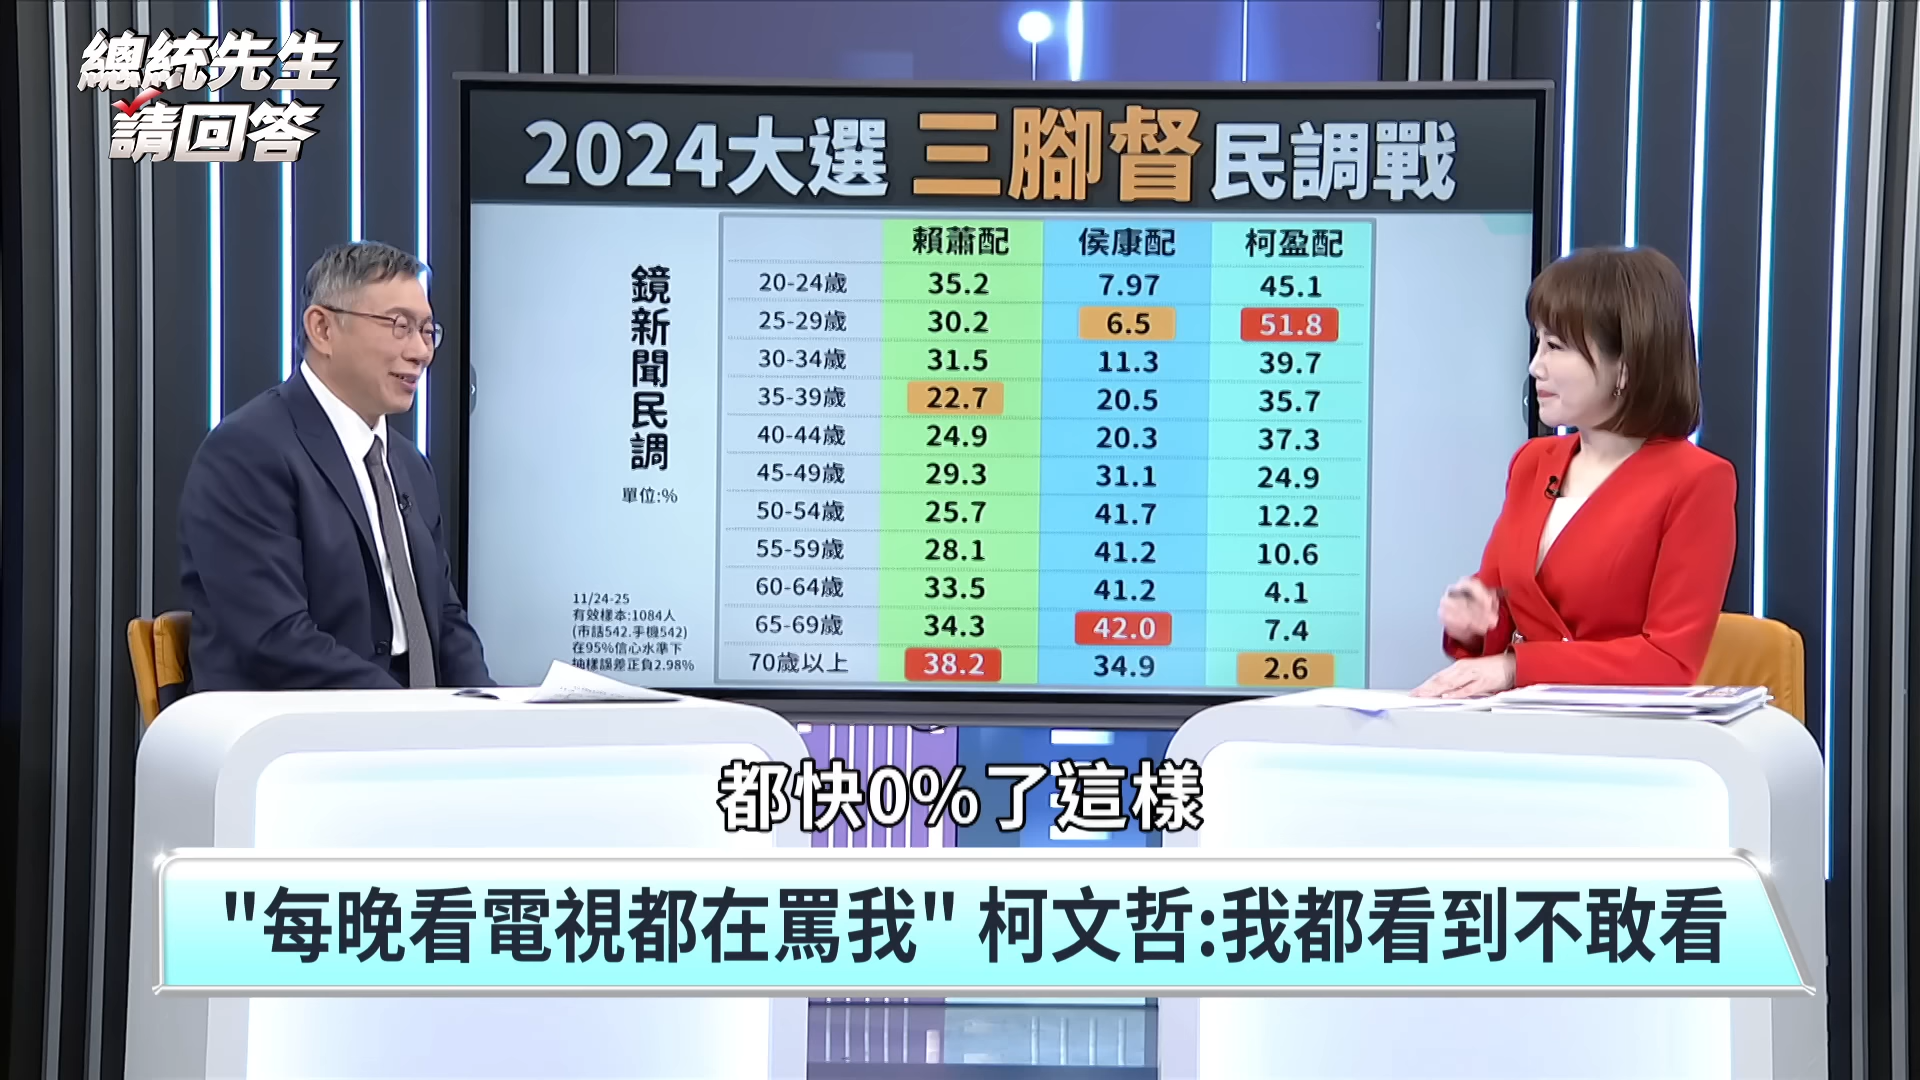 總統先生
請回答
2024大選 三腳督民調戰
鏡新聞民調
單位:%
11/24-25
有效樣本:1084人
(市話542.手機542)
在95%信心水準下
抽樣誤差正負2.98%
賴蕭配 侯康配 柯盈配
20-24歲 35.2 7.97 45.1
25-29歲 30.2 6.5 51.8
30-34歲 31.5 11.3 39.7
35-39歲 22.7 20.5 35.7
40-44歲 24.9 20.3 37.3
45-49歲 29.3 31.1 24.9
50-54歲 25.7 41.7 12.2
55-59歲 28.1 41.2 10.6
60-64歲 33.5 41.2 4.1
65-69歲 34.3 42.0 7.4
70歲以上 38.2 34.9 2.6
都快0%了這樣
"每晚看電視都在罵我" 柯文哲:我都看到不敢看